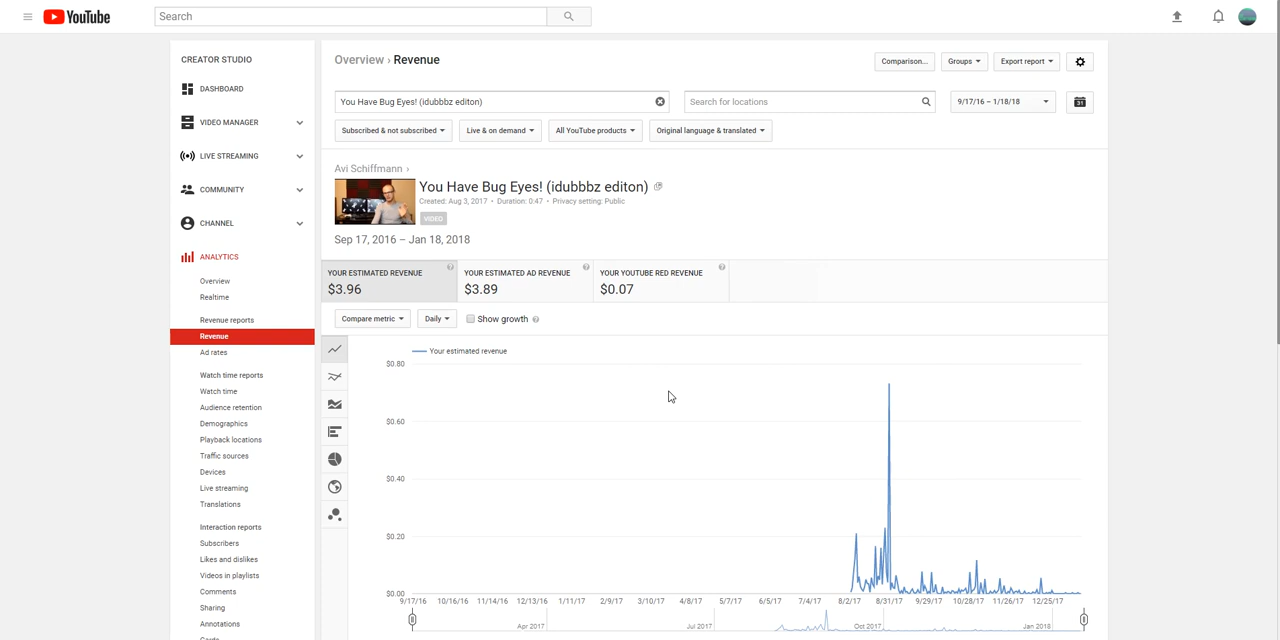 YouTube
Search
CREATOR STUDIO
DASHBOARD
VIDEO MANAGER
LIVE STREAMING
COMMUNITY
CHANNEL
ANALYTICS
Overview
Realtime
Revenue reports
Revenue
Ad rates
Watch time reports
Watch time
Audience retention
Demographics
Playback locations
Traffic sources
Devices
Live streaming
Translations
Interaction reports
Subscribers
Likes and dislikes
Videos in playlists
Comments
Sharing
Annotations
Cards
Overview › Revenue
Comparison... Groups Export report
You Have Bug Eyes! (idubbbz editon) Search for locations 9/17/16 – 1/18/18 31
Subscribed & not subscribed Live & on demand All YouTube products Original language & translated
Avi Schiffmann ›
You Have Bug Eyes! (idubbbz editon)
Created: Aug 3, 2017 • Duration: 0:47 • Privacy setting: Public
VIDEO
Sep 17, 2016 – Jan 18, 2018
YOUR ESTIMATED REVENUE ? YOUR ESTIMATED AD REVENUE ? YOUR YOUTUBE RED REVENUE ?
$3.96 $3.89 $0.07
Compare metric Daily Show growth ?
Your estimated revenue
$0.80
$0.60
$0.40
$0.20
$0.00
9/17/16 10/16/16 11/14/16 12/13/16 1/11/17 2/9/17 3/10/17 4/8/17 5/7/17 6/5/17 7/4/17 8/2/17 8/31/17 9/29/17 10/28/17 11/26/17 12/25/17
Apr 2017 Jul 2017 Oct 2017 Jan 2018